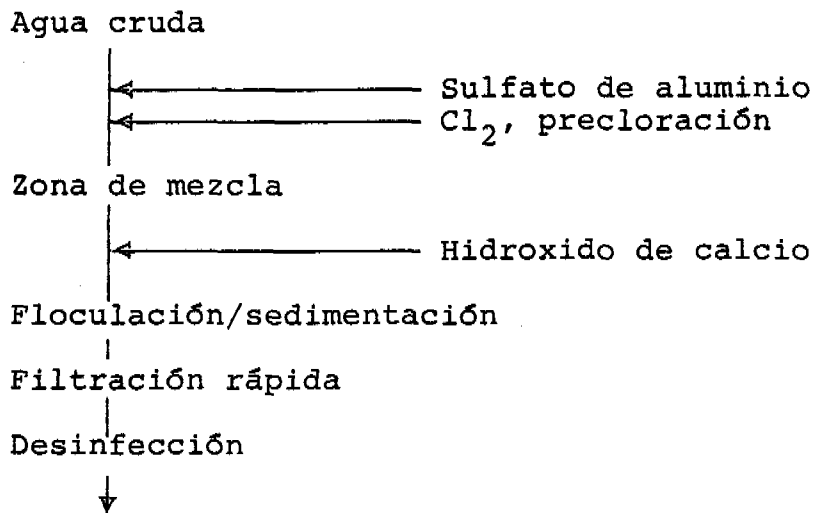 Agua cruda
Sulfato de aluminio
Cl2, precloración
Zona de mezcla
Hidroxido de calcio
Floculación/sedimentación
Filtración rápida
Desinfección